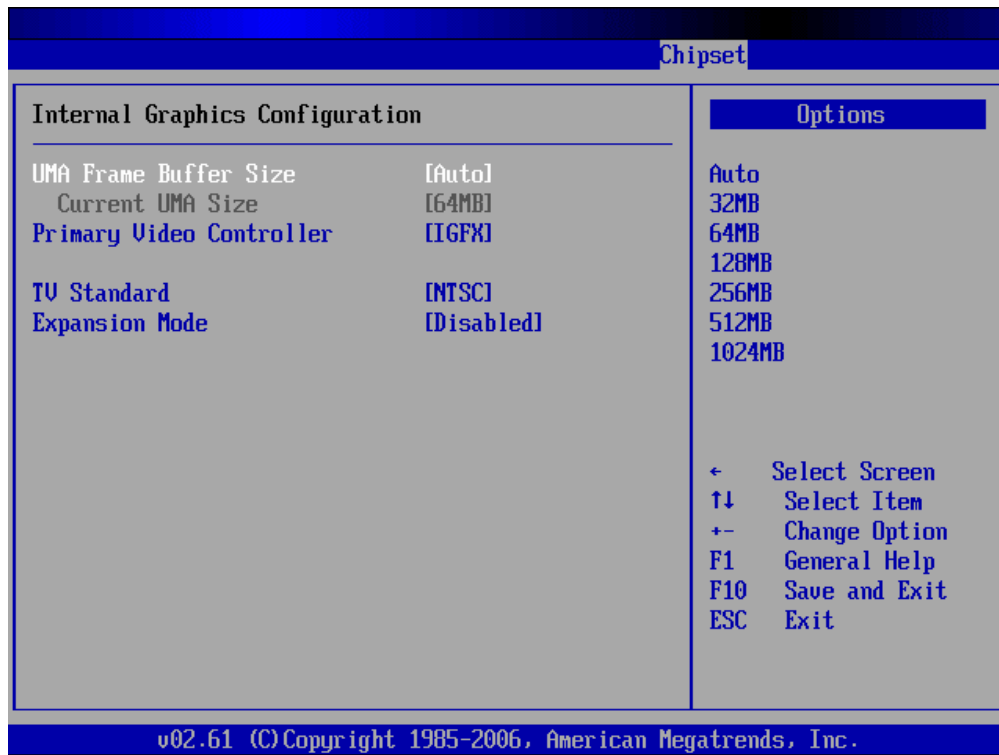 Chipset
Internal Graphics Configuration
UMA Frame Buffer Size [Auto]
Current UMA Size [64MB]
Primary Video Controller [IGFX]
TV Standard [NTSC]
Expansion Mode [Disabled]
Options
Auto
32MB
64MB
128MB
256MB
512MB
1024MB
← Select Screen
↑↓ Select Item
+- Change Option
F1 General Help
F10 Save and Exit
ESC Exit
v02.61 (C)Copyright 1985-2006, American Megatrends, Inc.